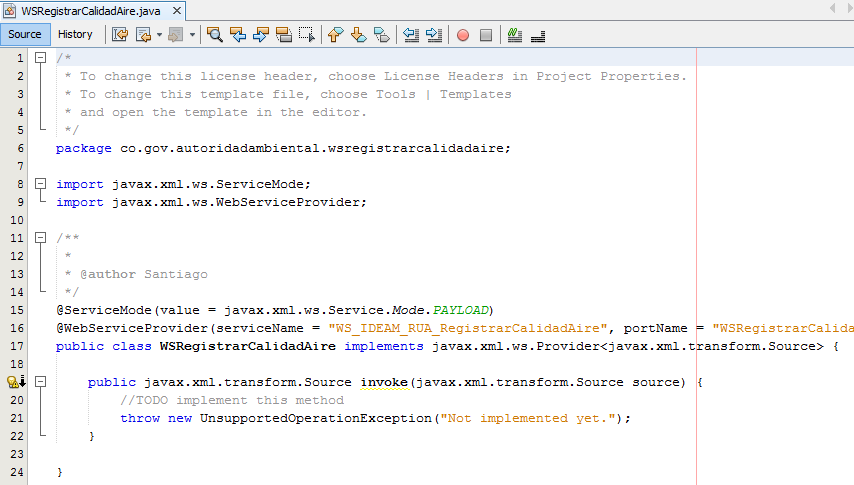 WSRegistrarCalidadAire.java
Source History
1 /*
2 * To change this license header, choose License Headers in Project Properties.
3 * To change this template file, choose Tools | Templates
4 * and open the template in the editor.
5 */
6 package co.gov.autoridadambiental.wsregistrarcalidadaire;
7
8 import javax.xml.ws.ServiceMode;
9 import javax.xml.ws.WebServiceProvider;
10
11 /**
12 *
13 * @author Santiago
14 */
15 @ServiceMode(value = javax.xml.ws.Service.Mode.PAYLOAD)
16 @WebServiceProvider(serviceName = "WS_IDEAM_RUA_RegistrarCalidadAire", portName = "WSRegistrarCalida
17 public class WSRegistrarCalidadAire implements javax.xml.ws.Provider<javax.xml.transform.Source> {
18
public javax.xml.transform.Source invoke(javax.xml.transform.Source source) {
20 //TODO implement this method
21 throw new UnsupportedOperationException("Not implemented yet.");
22 }
23
24 }